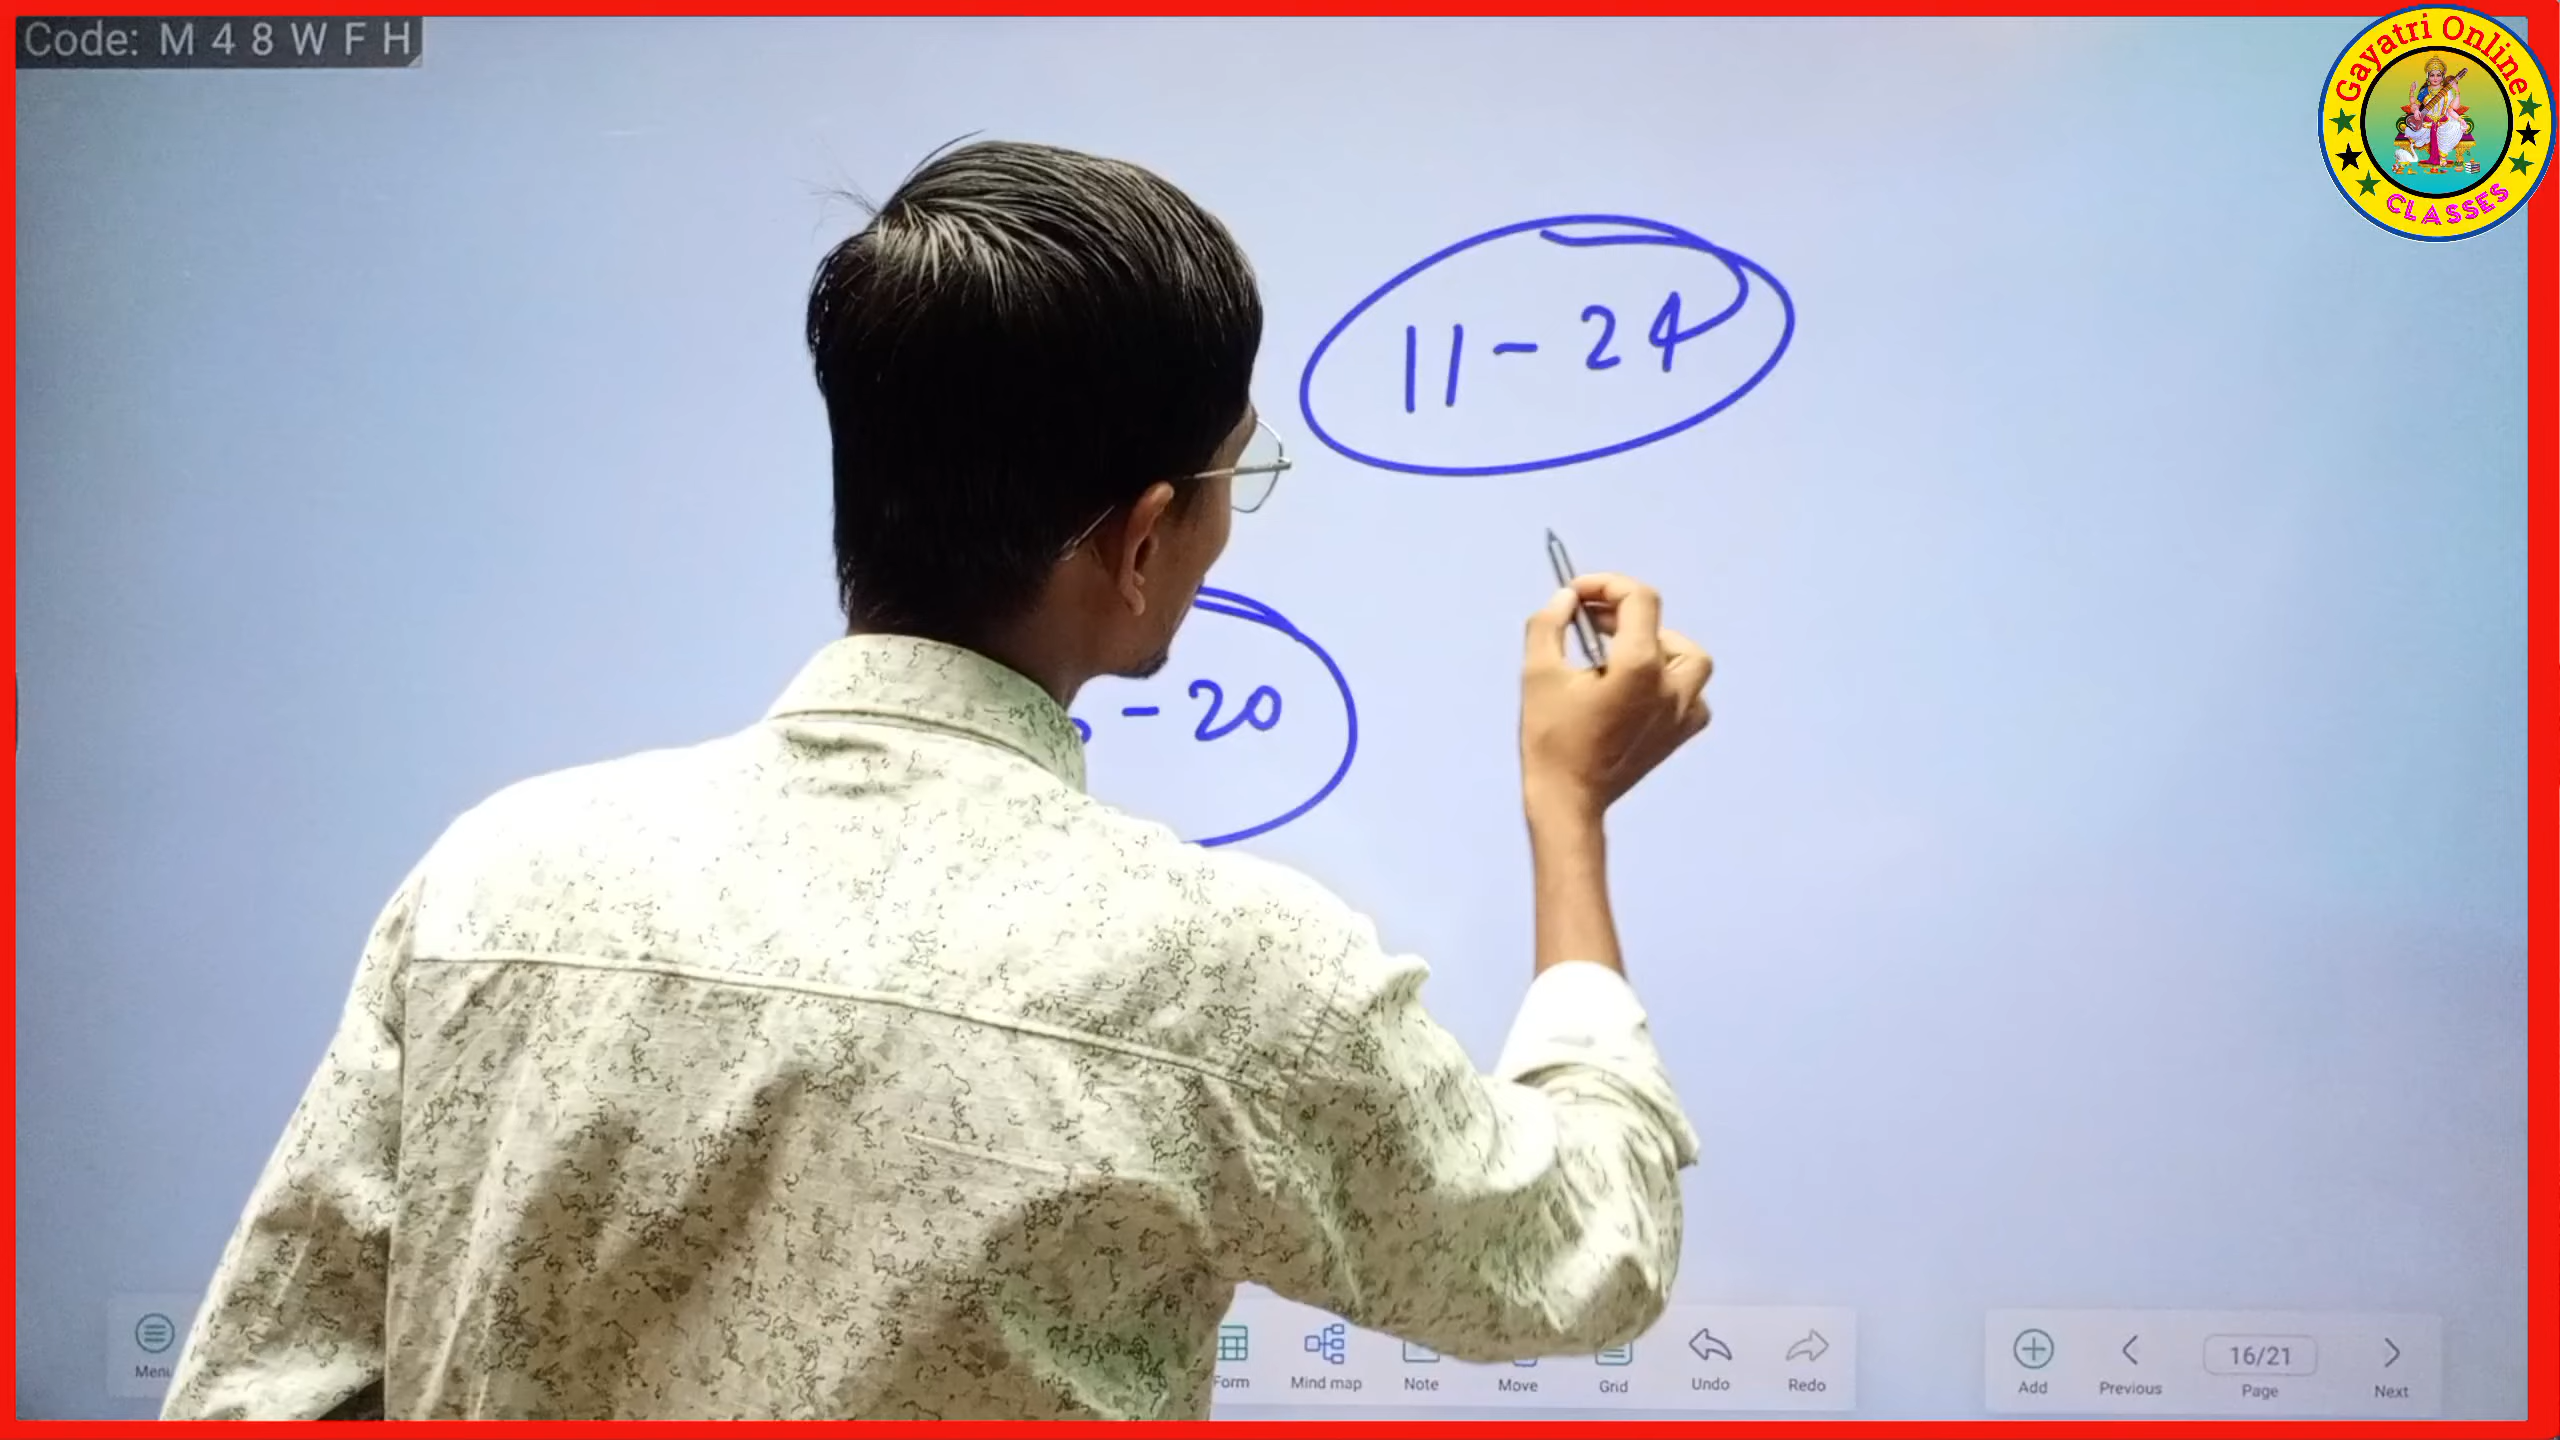 Code: M 4 8 W F H
Gayatri Online
CLASSES
11-24
-20
Menu
Form
Mind map
Note
Move
Grid
Undo
Redo
Add
Previous
16/21
Page
Next